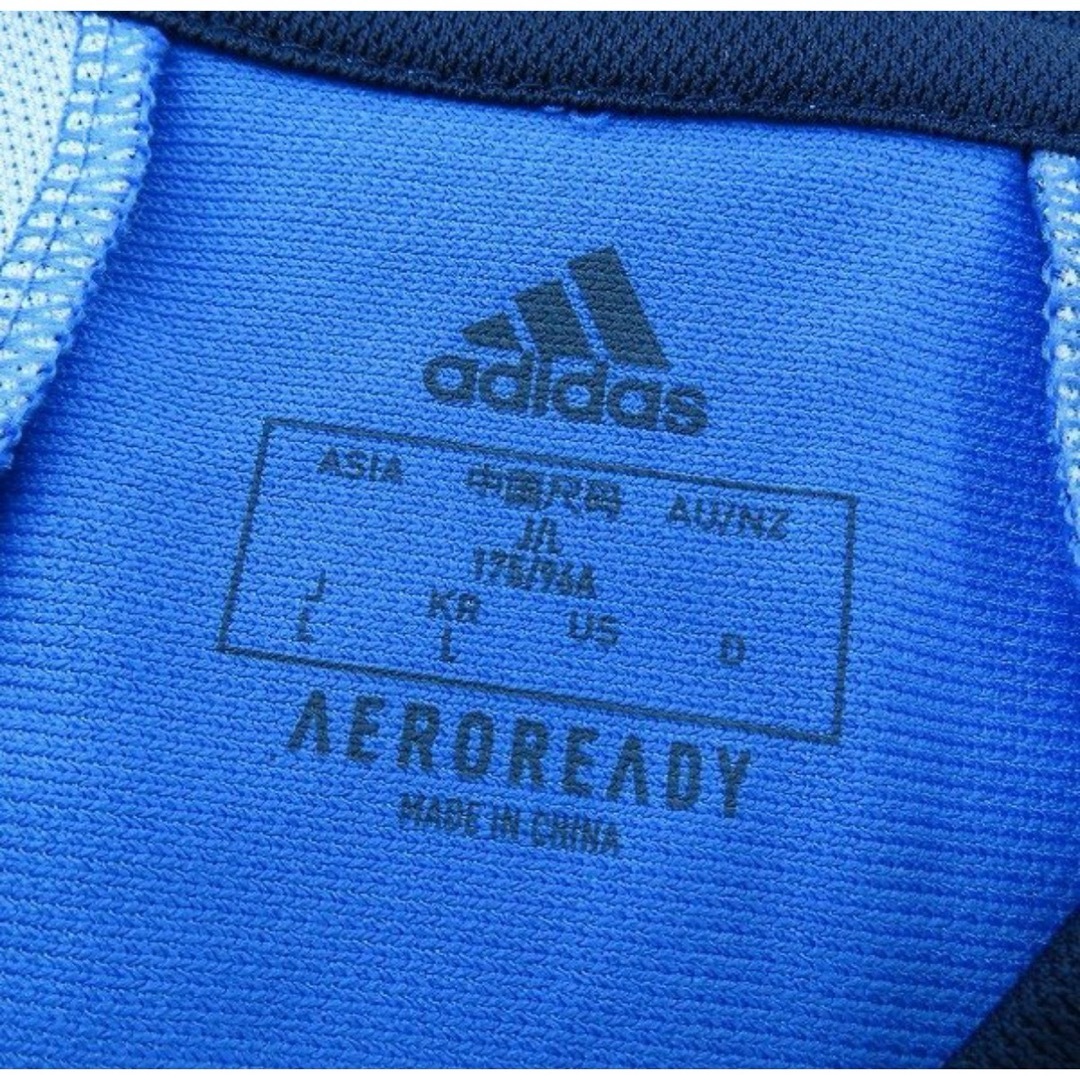 adidas
ASIA 中国尺码 AU/NZ
J/L
175/96A
J KR US D
L L
AEROREADY
MADE IN CHINA